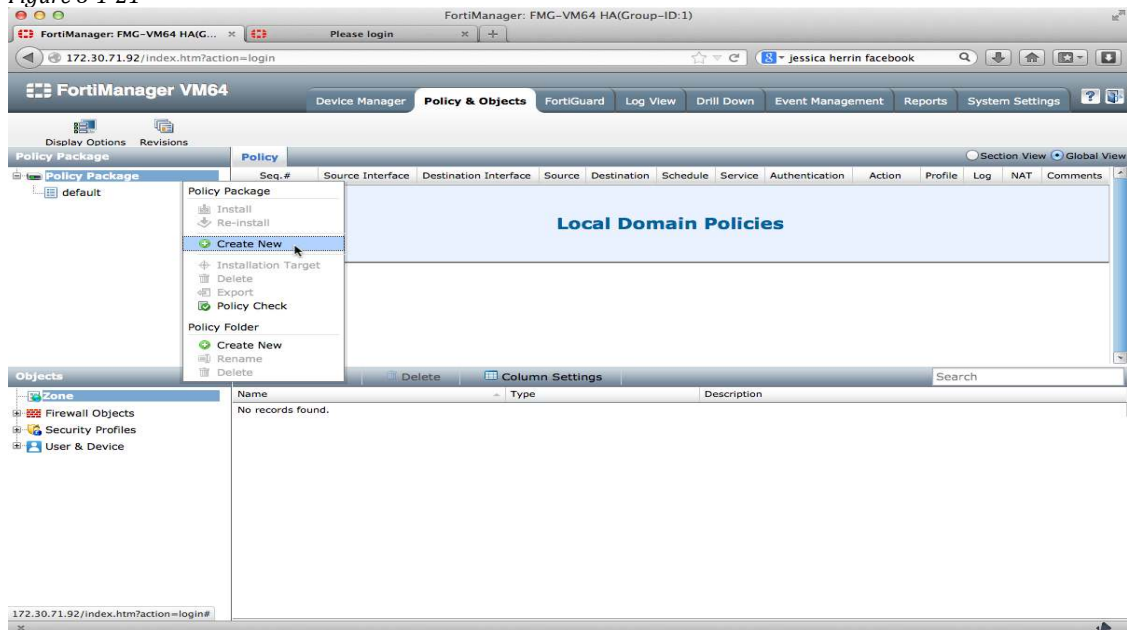 FortiManager: FMG-VM64 HA(Group-ID:1)
FortiManager: FMG-VM64 HA(G... × Please login × +
172.30.71.92/index.htm?action=login jessica herrin facebook
FortiManager VM64
Device Manager Policy & Objects FortiGuard Log View Drill Down Event Management Reports System Settings ?
Display Options Revisions
Policy Package Policy Section View Global View
Policy Package Seq.# Source Interface Destination Interface Source Destination Schedule Service Authentication Action Profile Log NAT Comments
default
Policy Package
Install
Re-install
Local Domain Policies
Create New
Installation Target
Delete
Export
Policy Check
Policy Folder
Create New
Rename
Delete
Objects Delete Column Settings Search
Zone Name Type Description
Firewall Objects No records found.
Security Profiles
User & Device
172.30.71.92/index.htm?action=login#
×